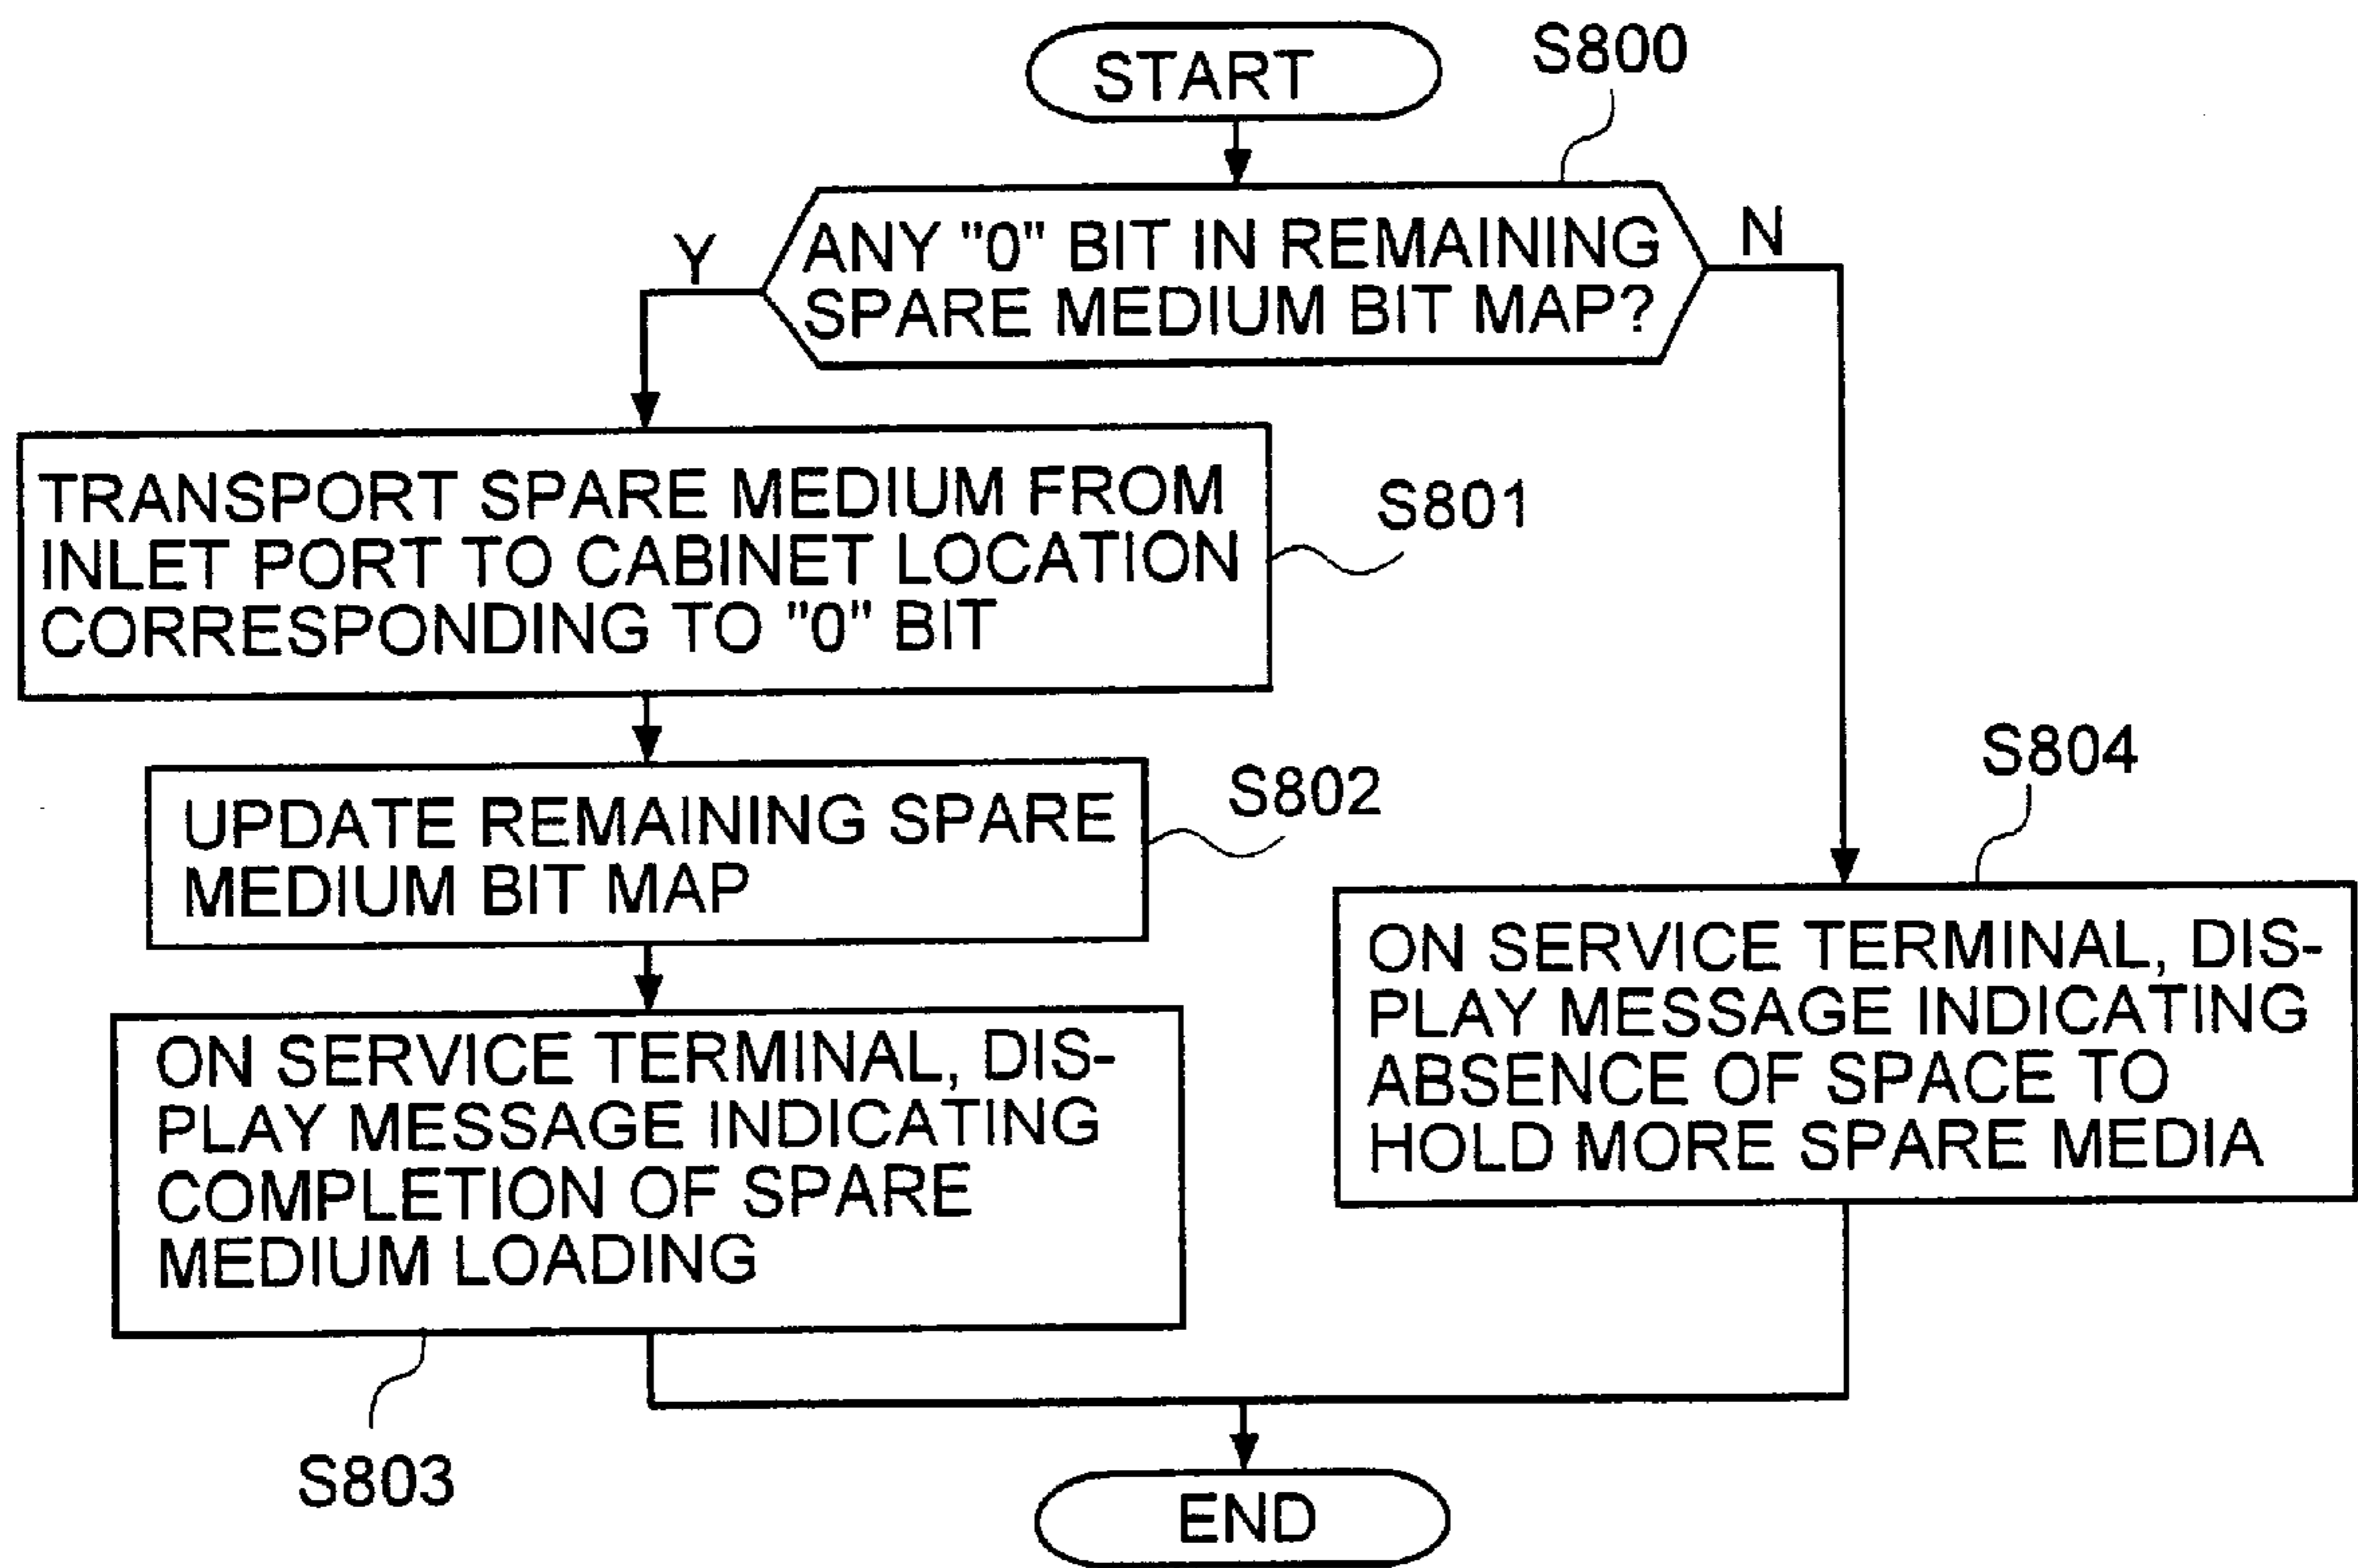 START
S800
ANY "0" BIT IN REMAINING
SPARE MEDIUM BIT MAP?
Y
N
TRANSPORT SPARE MEDIUM FROM
INLET PORT TO CABINET LOCATION
CORRESPONDING TO "0" BIT
S801
UPDATE REMAINING SPARE
MEDIUM BIT MAP
S802
ON SERVICE TERMINAL, DIS-
PLAY MESSAGE INDICATING
COMPLETION OF SPARE
MEDIUM LOADING
S803
S804
ON SERVICE TERMINAL, DIS-
PLAY MESSAGE INDICATING
ABSENCE OF SPACE TO
HOLD MORE SPARE MEDIA
END